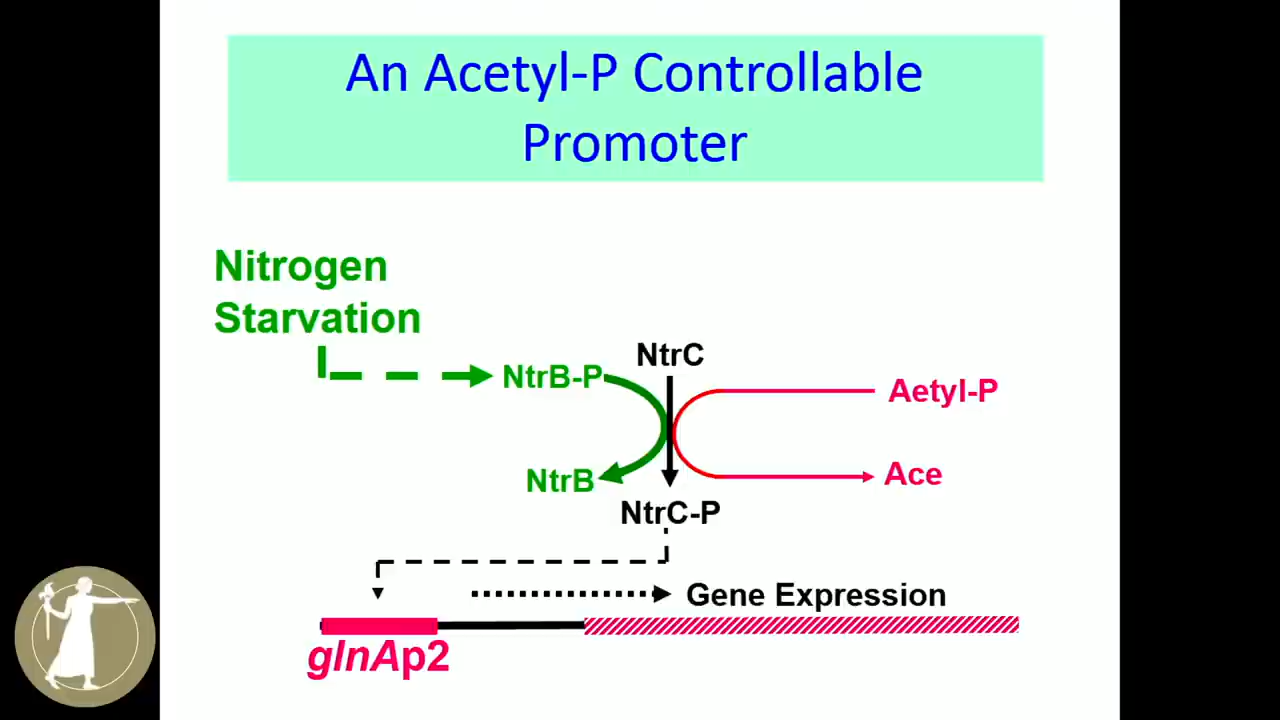 An Acetyl-P Controllable
Promoter
Nitrogen
Starvation
NtrC
NtrB-P
Aetyl-P
NtrB
Ace
NtrC-P
Gene Expression
glnAp2